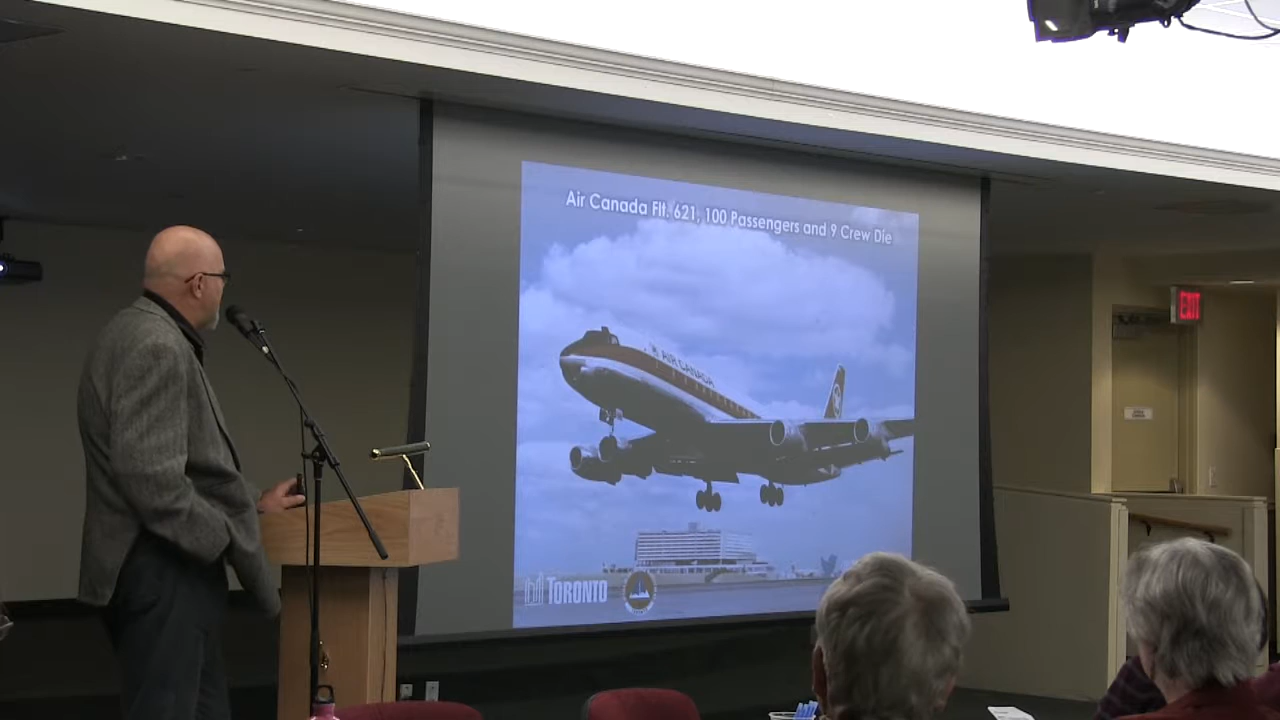 Air Canada Flt. 621, 100 Passengers and 9 Crew Die
AIR CANADA
TORONTO
EXIT